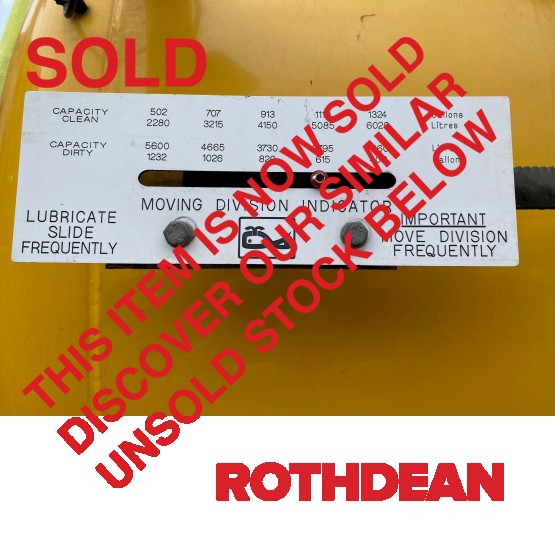 SOLD
CAPACITY CLEAN 502 707 913 1324
2280 3215 4150 5085 Litres
CAPACITY DIRTY 5600 4665 3730
1232 1026 615
MOVING DIVISION INDICATOR
LUBRICATE
SLIDE
FREQUENTLY
IMPORTANT
MOVE DIVISION
FREQUENTLY
THIS ITEM IS NOW SOLD
DISCOVER OUR SIMILAR
UNSOLD STOCK BELOW
ROTHDEAN